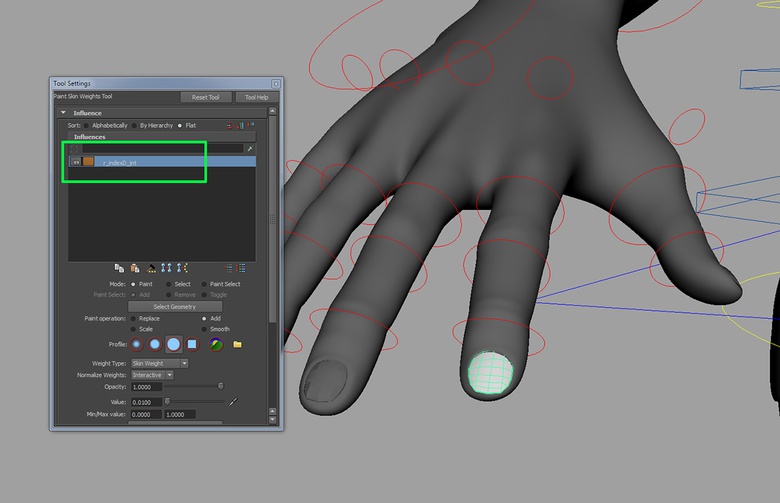 Tool Settings
Paint Skin Weights Tool Reset Tool Tool Help
Influence
Sort: Alphabetically By Hierarchy Flat
Influences
r_indexD_jnt
Mode: Paint Select Paint Select
Paint Select: Add Remove Toggle
Select Geometry
Paint operation: Replace Add
Scale Smooth
Profile:
Weight Type: Skin Weight
Normalize Weights: Interactive
Opacity: 1.0000
Value: 0.0100
Min/Max value: 0.0000 1.0000